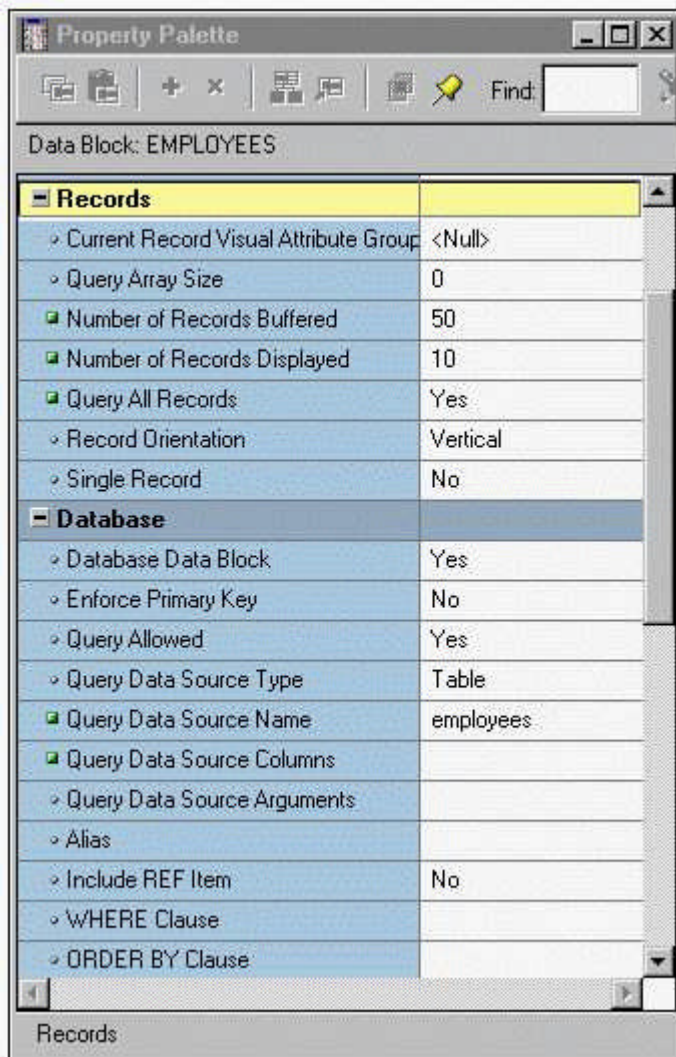 Property Palette
Find:
Data Block: EMPLOYEES
Records
Current Record Visual Attribute Group <Null>
Query Array Size 0
Number of Records Buffered 50
Number of Records Displayed 10
Query All Records Yes
Record Orientation Vertical
Single Record No
Database
Database Data Block Yes
Enforce Primary Key No
Query Allowed Yes
Query Data Source Type Table
Query Data Source Name employees
Query Data Source Columns
Query Data Source Arguments
Alias
Include REF Item No
WHERE Clause
ORDER BY Clause
Records